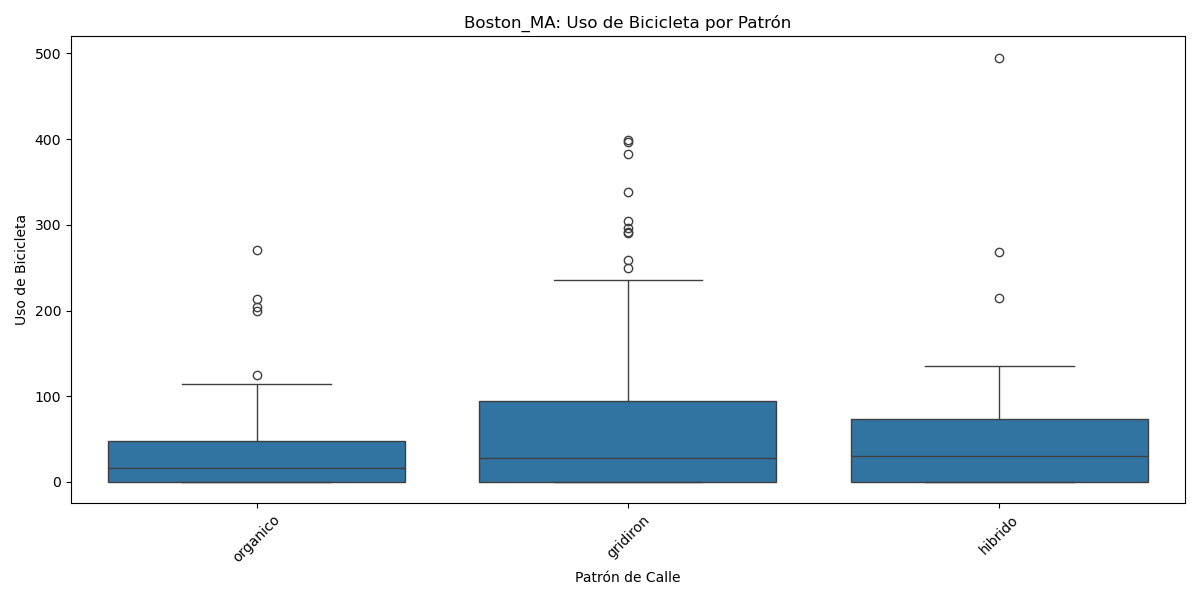 Boston_MA: Uso de Bicicleta por Patrón
Uso de Bicicleta
500
400
300
200
100
0
organico
gridiron
hibrido
Patrón de Calle